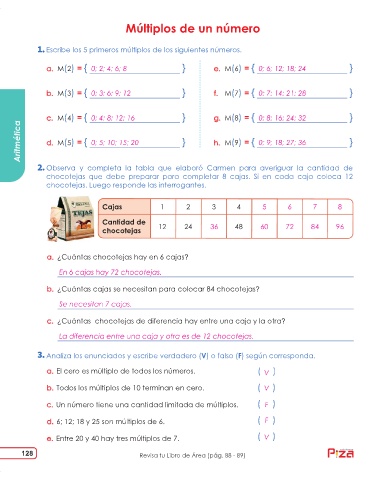 Múltiplos de un número
1. Escribe los 5 primeros múltiplos de los siguientes números.
a. M(2) = { 0; 2; 4; 6; 8 }
e. M(6) = { 0; 6; 12; 18; 24 }
b. M(3) = { 0; 3; 6; 9; 12 }
f. M(7) = { 0; 7; 14; 21; 28 }
c. M(4) = { 0; 4; 8; 12; 16 }
g. M(8) = { 0; 8; 16; 24; 32 }
d. M(5) = { 0; 5; 10; 15; 20 }
h. M(9) = { 0; 9; 18; 27; 36 }
Aritmética
2. Observa y completa la tabla que elaboró Carmen para averiguar la cantidad de
chocotejas que debe preparar para completar 8 cajas. Si en cada caja coloca 12
chocotejas. Luego responde las interrogantes.
TEJAS
Cajas 1 2 3 4 5 6 7 8
Cantidad de chocotejas 12 24 36 48 60 72 84 96
a. ¿Cuántas chocotejas hay en 6 cajas?
En 6 cajas hay 72 chocotejas.
b. ¿Cuántas cajas se necesitan para colocar 84 chocotejas?
Se necesitan 7 cajas.
c. ¿Cuántas chocotejas de diferencia hay entre una caja y la otra?
La diferencia entre una caja y otra es de 12 chocotejas.
3. Analiza los enunciados y escribe verdadero (V) o falso (F) según corresponda.
a. El cero es múltiplo de todos los números. ( V )
b. Todos los múltiplos de 10 terminan en cero. ( V )
c. Un número tiene una cantidad limitada de múltiplos. ( F )
d. 6; 12; 18 y 25 son múltiplos de 6. ( F )
e. Entre 20 y 40 hay tres múltiplos de 7. ( V )
128
Revisa tu Libro de Área (pág. 88 - 89)
Piza